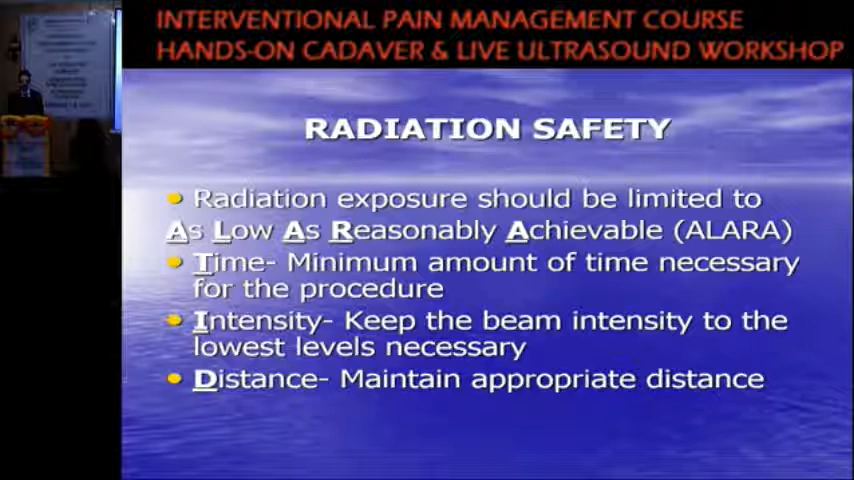 INTERVENTIONAL PAIN MANAGEMENT COURSE
HANDS-ON CADAVER & LIVE ULTRASOUND WORKSHOP
RADIATION SAFETY
• Radiation exposure should be limited to
As Low As Reasonably Achievable (ALARA)
• Time- Minimum amount of time necessary
for the procedure
• Intensity- Keep the beam intensity to the
lowest levels necessary
• Distance- Maintain appropriate distance